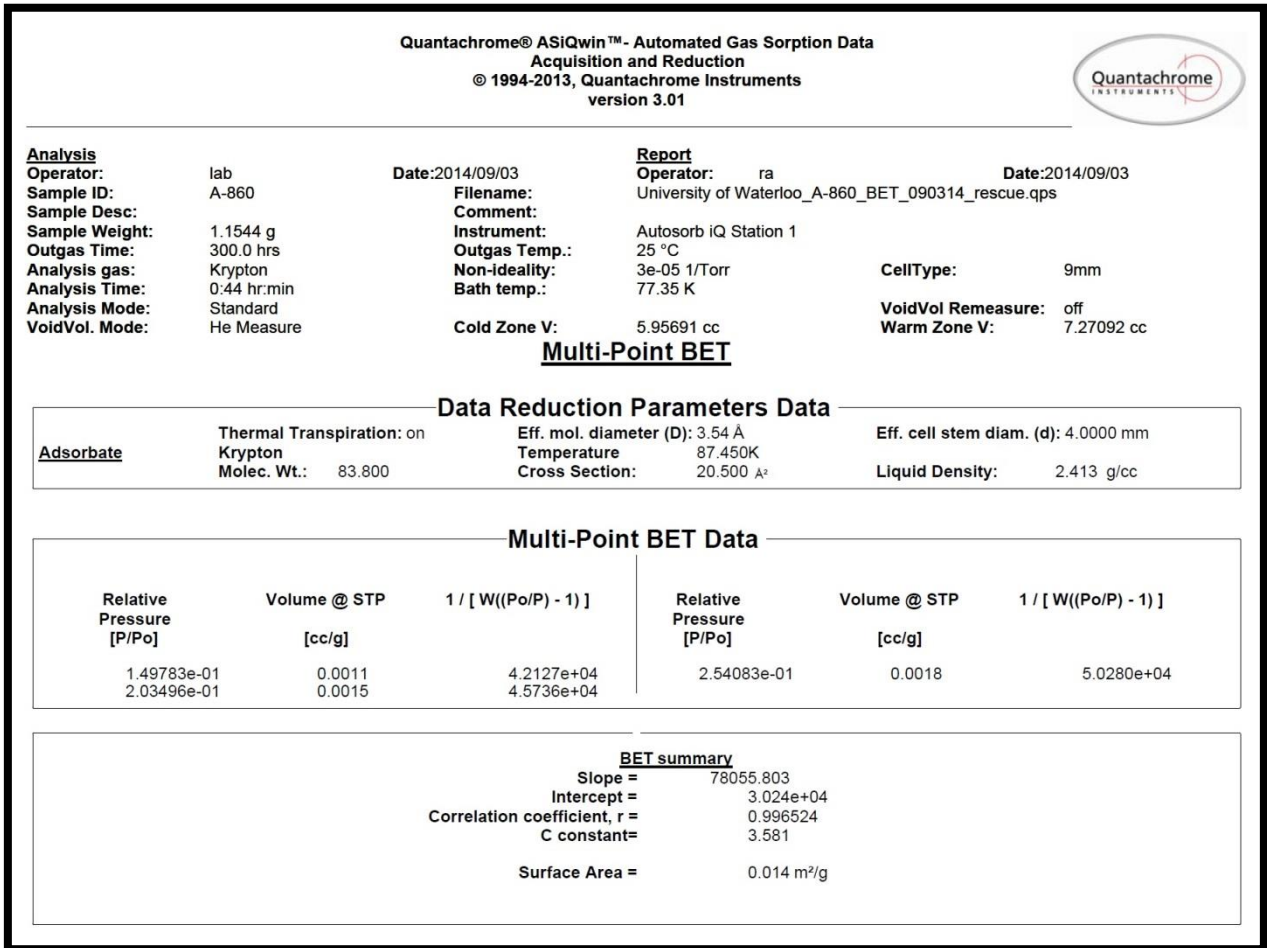 Quantachrome® ASiQwin™- Automated Gas Sorption Data
Acquisition and Reduction
© 1994-2013, Quantachrome Instruments
version 3.01
Quantachrome
INSTRUMENTS
Analysis Report
Operator: lab Date:2014/09/03 Operator: ra Date:2014/09/03
Sample ID: A-860 Filename: University of Waterloo_A-860_BET_090314_rescue.qps
Sample Desc: Comment:
Sample Weight: 1.1544 g Instrument: Autosorb iQ Station 1
Outgas Time: 300.0 hrs Outgas Temp.: 25 °C
Analysis gas: Krypton Non-ideality: 3e-05 1/Torr CellType: 9mm
Analysis Time: 0:44 hr:min Bath temp.: 77.35 K
Analysis Mode: Standard VoidVol Remeasure: off
VoidVol. Mode: He Measure Cold Zone V: 5.95691 cc Warm Zone V: 7.27092 cc
Multi-Point BET
Data Reduction Parameters Data
Thermal Transpiration: on Eff. mol. diameter (D): 3.54 Å Eff. cell stem diam. (d): 4.0000 mm
Adsorbate Krypton Temperature 87.450K
Molec. Wt.: 83.800 Cross Section: 20.500 Å² Liquid Density: 2.413 g/cc
Multi-Point BET Data
Relative Volume @ STP 1 / [ W((Po/P) - 1) ] Relative Volume @ STP 1 / [ W((Po/P) - 1) ]
Pressure Pressure
[P/Po] [cc/g] [P/Po] [cc/g]
1.49783e-01 0.0011 4.2127e+04 2.54083e-01 0.0018 5.0280e+04
2.03496e-01 0.0015 4.5736e+04
BET summary
Slope = 78055.803
Intercept = 3.024e+04
Correlation coefficient, r = 0.996524
C constant= 3.581
Surface Area = 0.014 m²/g